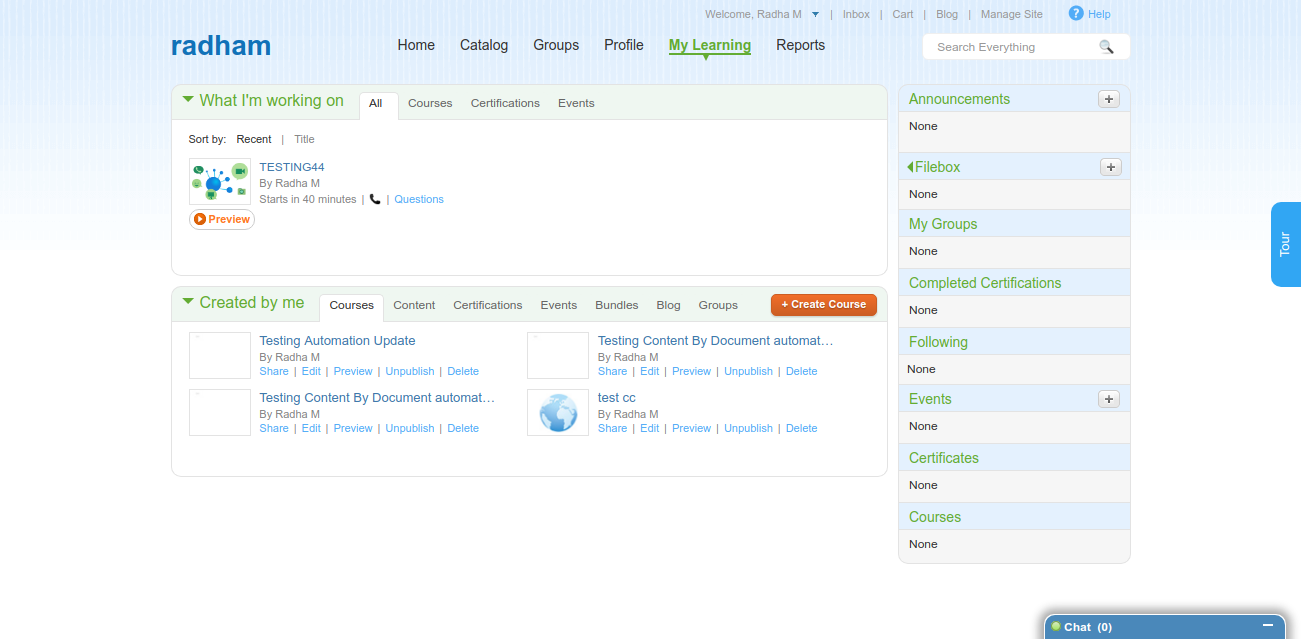 Welcome, Radha M | Inbox | Cart | Blog | Manage Site ? Help
radham Home Catalog Groups Profile My Learning Reports Search Everything
What I'm working on All Courses Certifications Events
Sort by: Recent | Title
TESTING44
By Radha M
Starts in 40 minutes | | Questions
Preview
Created by me Courses Content Certifications Events Bundles Blog Groups + Create Course
Testing Automation Update
By Radha M
Share | Edit | Preview | Unpublish | Delete
Testing Content By Document automat…
By Radha M
Share | Edit | Preview | Unpublish | Delete
Testing Content By Document automat…
By Radha M
Share | Edit | Preview | Unpublish | Delete
test cc
By Radha M
Share | Edit | Preview | Unpublish | Delete
Announcements +
None
Filebox +
None
My Groups
None
Completed Certifications
None
Following
None
Events +
None
Certificates
None
Courses
None
Tour
Chat (0)